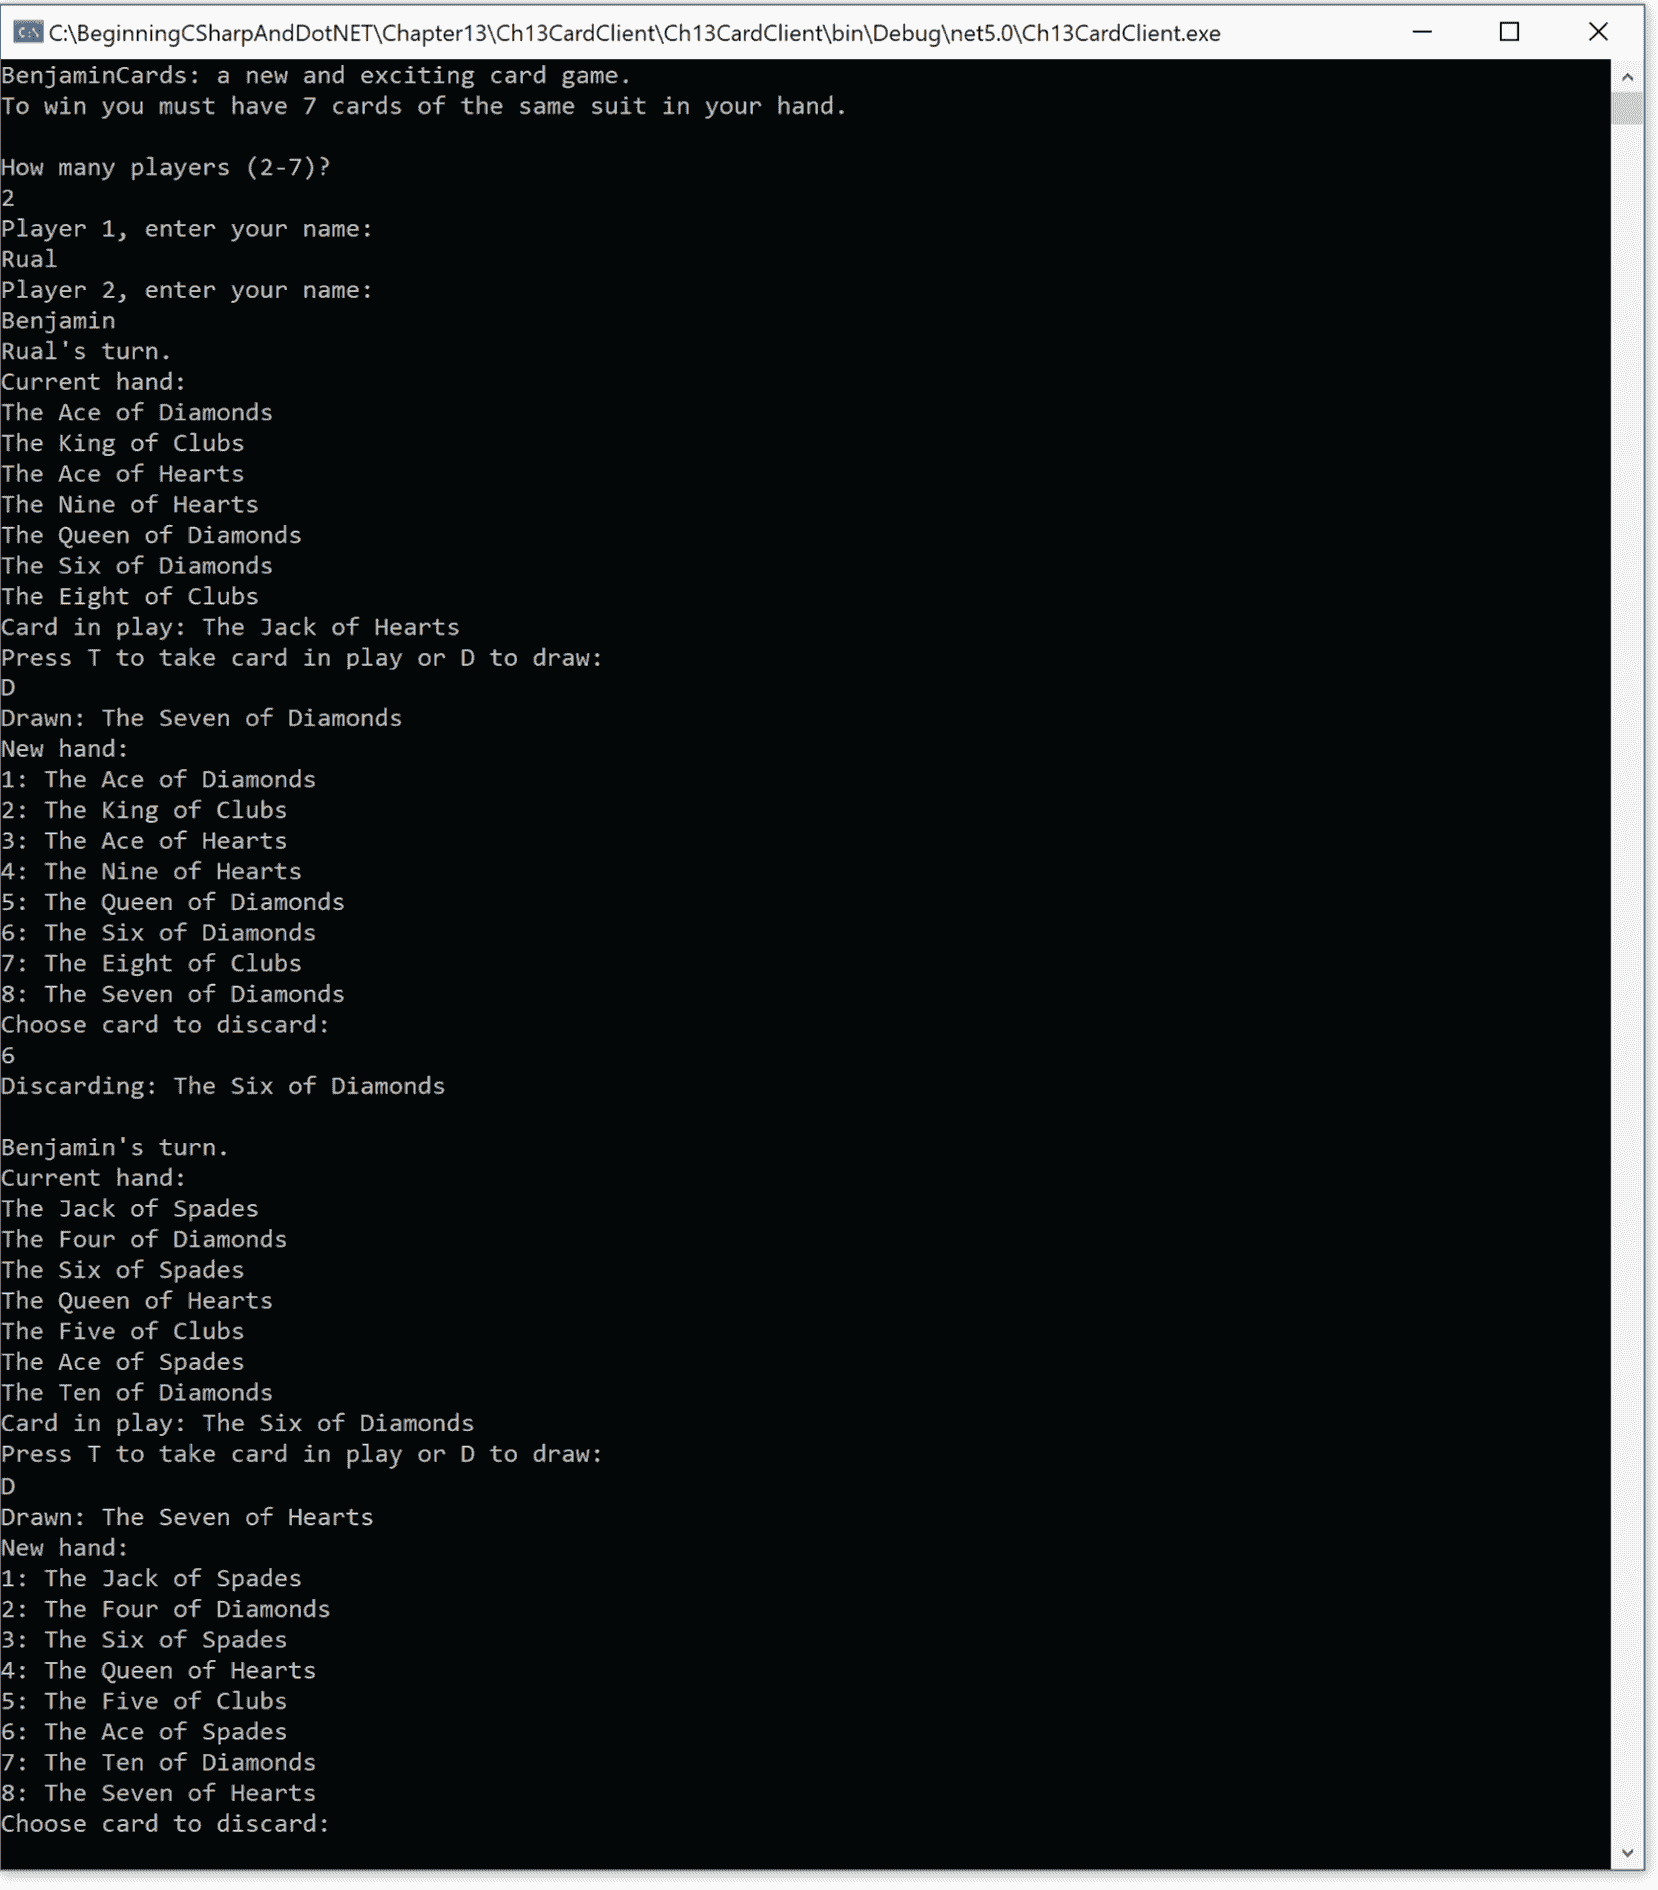 C:\BeginningCSharpAndDotNET\Chapter13\Ch13CardClient\Ch13CardClient\bin\Debug\net5.0\Ch13CardClient.exe
BenjaminCards: a new and exciting card game.
To win you must have 7 cards of the same suit in your hand.
How many players (2-7)?
2
Player 1, enter your name:
Rual
Player 2, enter your name:
Benjamin
Rual's turn.
Current hand:
The Ace of Diamonds
The King of Clubs
The Ace of Hearts
The Nine of Hearts
The Queen of Diamonds
The Six of Diamonds
The Eight of Clubs
Card in play: The Jack of Hearts
Press T to take card in play or D to draw:
D
Drawn: The Seven of Diamonds
New hand:
1: The Ace of Diamonds
2: The King of Clubs
3: The Ace of Hearts
4: The Nine of Hearts
5: The Queen of Diamonds
6: The Six of Diamonds
7: The Eight of Clubs
8: The Seven of Diamonds
Choose card to discard:
6
Discarding: The Six of Diamonds
Benjamin's turn.
Current hand:
The Jack of Spades
The Four of Diamonds
The Six of Spades
The Queen of Hearts
The Five of Clubs
The Ace of Spades
The Ten of Diamonds
Card in play: The Six of Diamonds
Press T to take card in play or D to draw:
D
Drawn: The Seven of Hearts
New hand:
1: The Jack of Spades
2: The Four of Diamonds
3: The Six of Spades
4: The Queen of Hearts
5: The Five of Clubs
6: The Ace of Spades
7: The Ten of Diamonds
8: The Seven of Hearts
Choose card to discard: